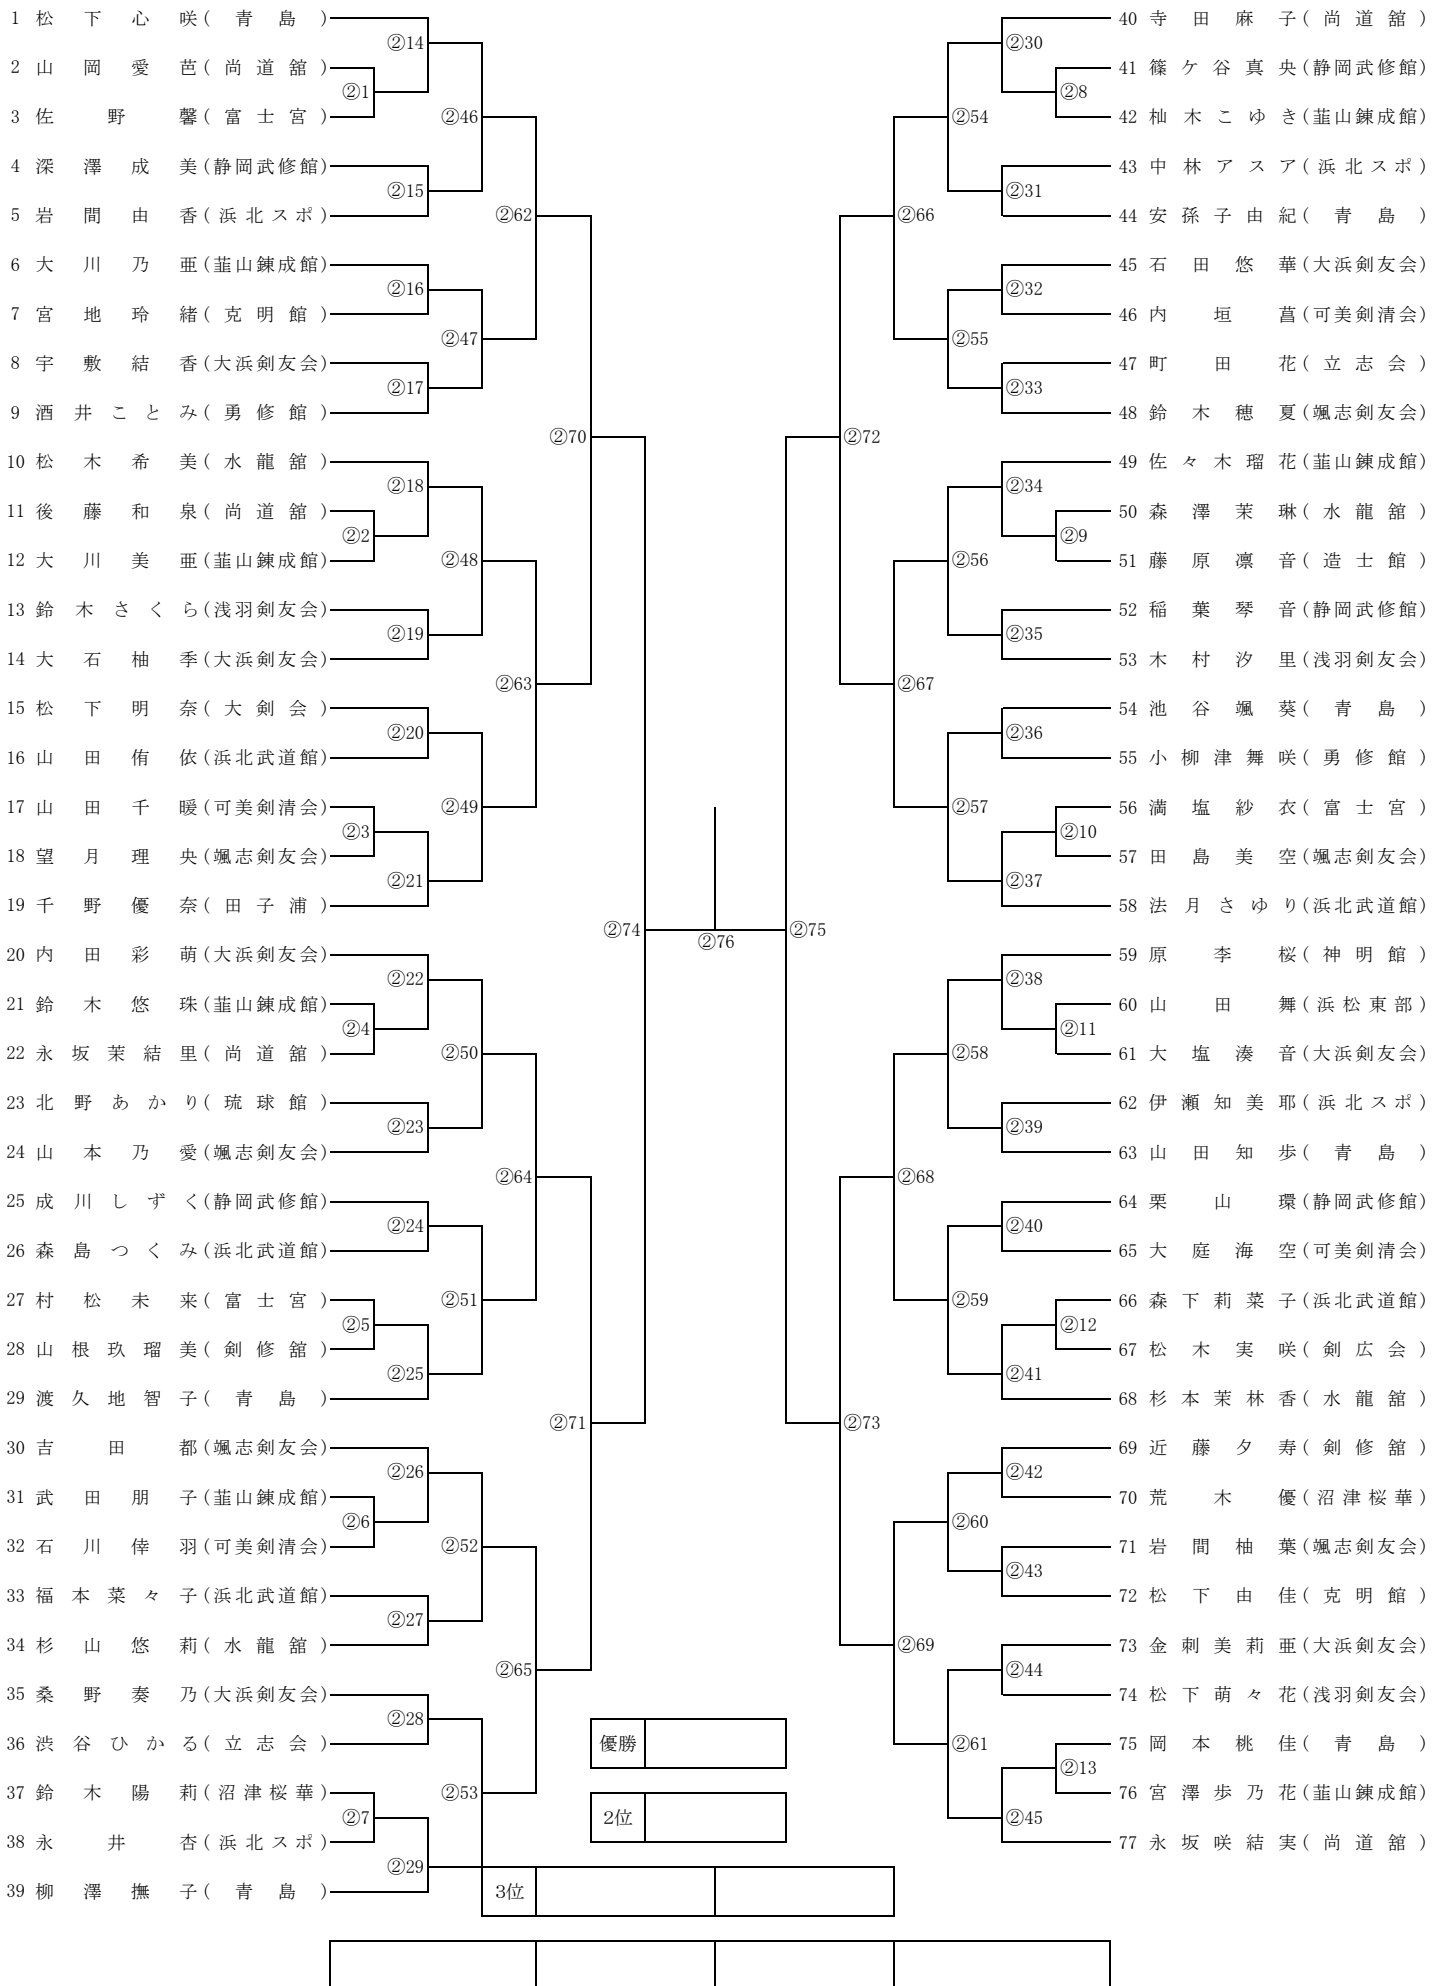 1 松下心咲(青島)
2 山岡愛芭(尚道舘)
3 佐野馨(富士宮)
4 深澤成美(静岡武修館)
5 岩間由香(浜北スポ)
6 大川乃亜(韮山錬成館)
7 宮地玲緒(克明館)
8 宇敷結香(大浜剣友会)
9 酒井ことみ(勇修館)
10 松木希美(水龍舘)
11 後藤和泉(尚道舘)
12 大川美亜(韮山錬成館)
13 鈴木さくら(浅羽剣友会)
14 大石柚季(大浜剣友会)
15 松下明奈(大剣会)
16 山田侑依(浜北武道館)
17 山田千暖(可美剣清会)
18 望月理央(颯志剣友会)
19 千野優奈(田子浦)
20 内田彩萌(大浜剣友会)
21 鈴木悠珠(韮山錬成館)
22 永坂茉結里(尚道舘)
23 北野あかり(琉球館)
24 山本乃愛(颯志剣友会)
25 成川しずく(静岡武修館)
26 森島つくみ(浜北武道館)
27 村松未来(富士宮)
28 山根玖瑠美(剣修舘)
29 渡久地智子(青島)
30 吉田都(颯志剣友会)
31 武田朋子(韮山錬成館)
32 石川倖羽(可美剣清会)
33 福本菜々子(浜北武道館)
34 杉山悠莉(水龍舘)
35 桑野奏乃(大浜剣友会)
36 渋谷ひかる(立志会)
37 鈴木陽莉(沼津桜華)
38 永井杏(浜北スポ)
39 柳澤撫子(青島)
②1
②2
②3
②4
②5
②6
②7
②14
②15
②16
②17
②18
②19
②20
②21
②22
②23
②24
②25
②26
②27
②28
②29
②46
②47
②48
②49
②50
②51
②52
②53
②62
②63
②64
②65
②70
②71
②74
②76
②75
②72
②73
②66
②67
②68
②69
②54
②55
②56
②57
②58
②59
②60
②61
②30
②31
②32
②33
②34
②35
②36
②37
②38
②39
②40
②41
②42
②43
②44
②45
②8
②9
②10
②11
②12
②13
40 寺田麻子(尚道舘)
41 篠ケ谷真央(静岡武修館)
42 杣木こゆき(韮山錬成館)
43 中林アスア(浜北スポ)
44 安孫子由紀(青島)
45 石田悠華(大浜剣友会)
46 内垣菖(可美剣清会)
47 町田花(立志会)
48 鈴木穂夏(颯志剣友会)
49 佐々木瑠花(韮山錬成館)
50 森澤茉琳(水龍舘)
51 藤原凛音(造士館)
52 稲葉琴音(静岡武修館)
53 木村汐里(浅羽剣友会)
54 池谷颯葵(青島)
55 小柳津舞咲(勇修館)
56 満塩紗衣(富士宮)
57 田島美空(颯志剣友会)
58 法月さゆり(浜北武道館)
59 原李桜(神明館)
60 山田舞(浜松東部)
61 大塩湊音(大浜剣友会)
62 伊瀬知美耶(浜北スポ)
63 山田知歩(青島)
64 栗山環(静岡武修館)
65 大庭海空(可美剣清会)
66 森下莉菜子(浜北武道館)
67 松木実咲(剣広会)
68 杉本茉林香(水龍舘)
69 近藤夕寿(剣修舘)
70 荒木優(沼津桜華)
71 岩間柚葉(颯志剣友会)
72 松下由佳(克明館)
73 金刺美莉亜(大浜剣友会)
74 松下萌々花(浅羽剣友会)
75 岡本桃佳(青島)
76 宮澤歩乃花(韮山錬成館)
77 永坂咲結実(尚道舘)
優勝
2位
3位